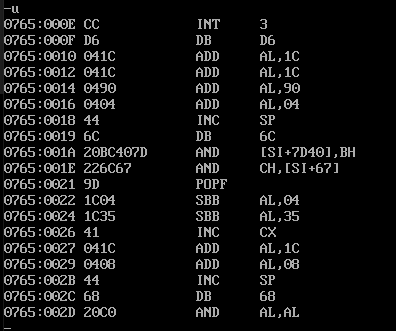 -u
0765:000E CC            INT     3
0765:000F D6            DB      D6
0765:0010 041C          ADD     AL,1C
0765:0012 041C          ADD     AL,1C
0765:0014 0490          ADD     AL,90
0765:0016 0404          ADD     AL,04
0765:0018 44            INC     SP
0765:0019 6C            DB      6C
0765:001A 20BC407D      AND     [SI+7D40],BH
0765:001E 226C67        AND     CH,[SI+67]
0765:0021 9D            POPF
0765:0022 1C04          SBB     AL,04
0765:0024 1C35          SBB     AL,35
0765:0026 41            INC     CX
0765:0027 041C          ADD     AL,1C
0765:0029 0408          ADD     AL,08
0765:002B 44            INC     SP
0765:002C 68            DB      68
0765:002D 20C0          AND     AL,AL
-